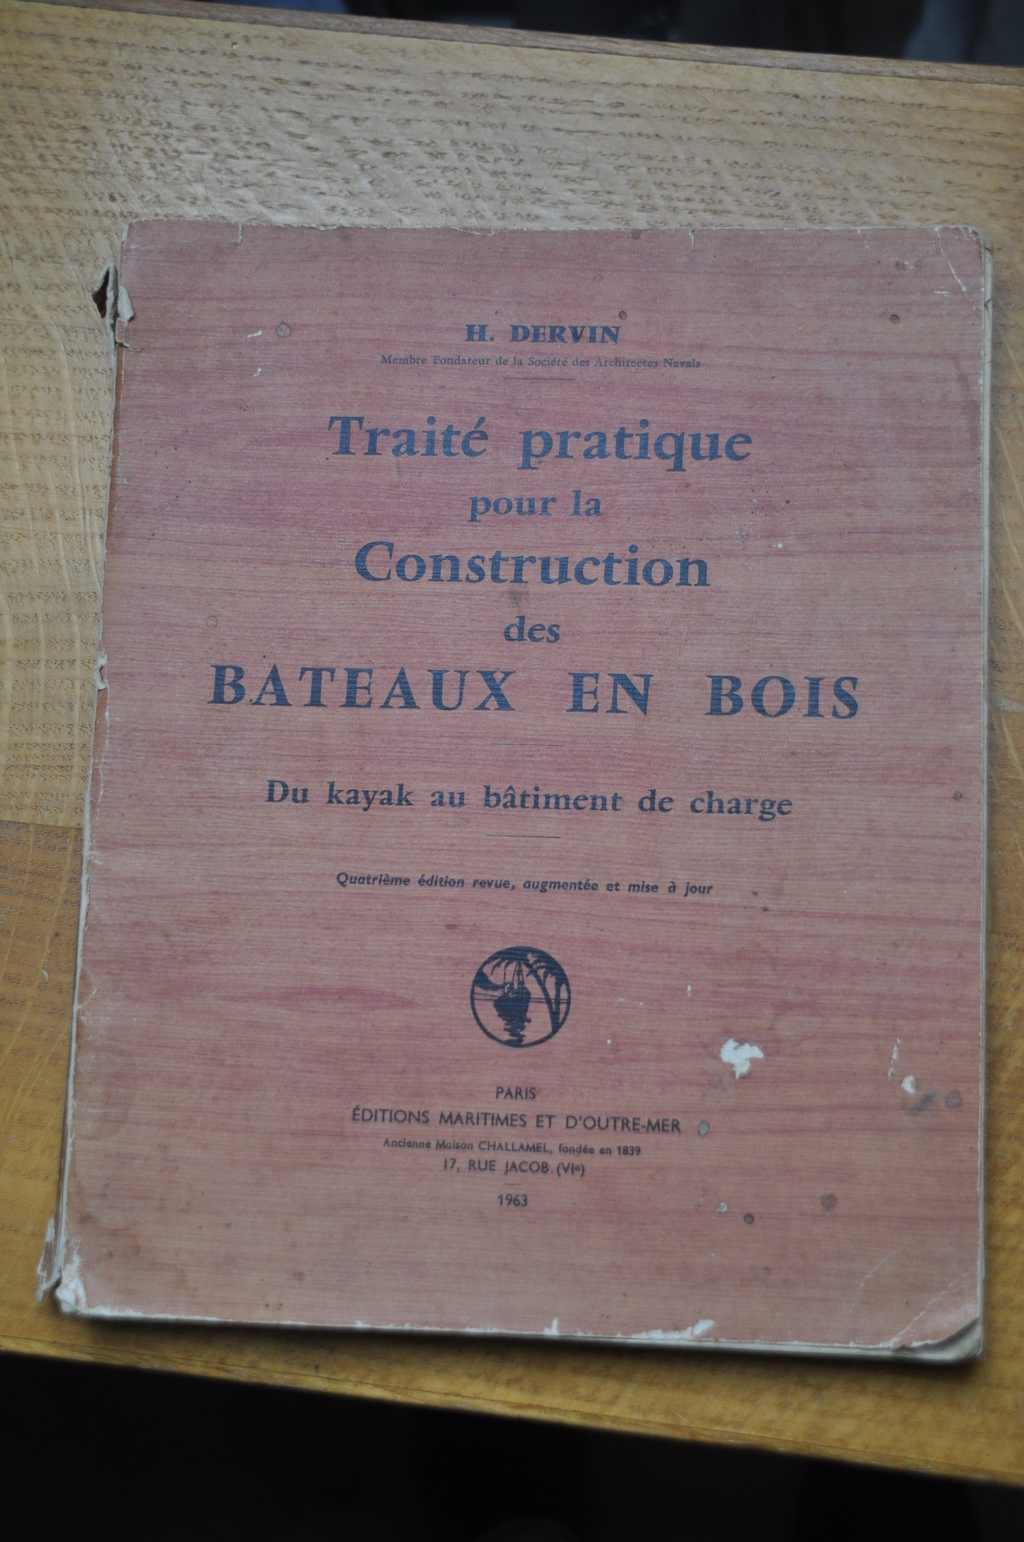 H. DERVIN
Membre Fondateur de la Société des Architectes Navals
Traité pratique
pour la
Construction
des
BATEAUX EN BOIS
Du kayak au bâtiment de charge
Quatrième édition revue, augmentée et mise à jour
PARIS
ÉDITIONS MARITIMES ET D'OUTRE-MER
Ancienne Maison CHALLAMEL, fondée en 1839
17, RUE JACOB (VIe)
1963